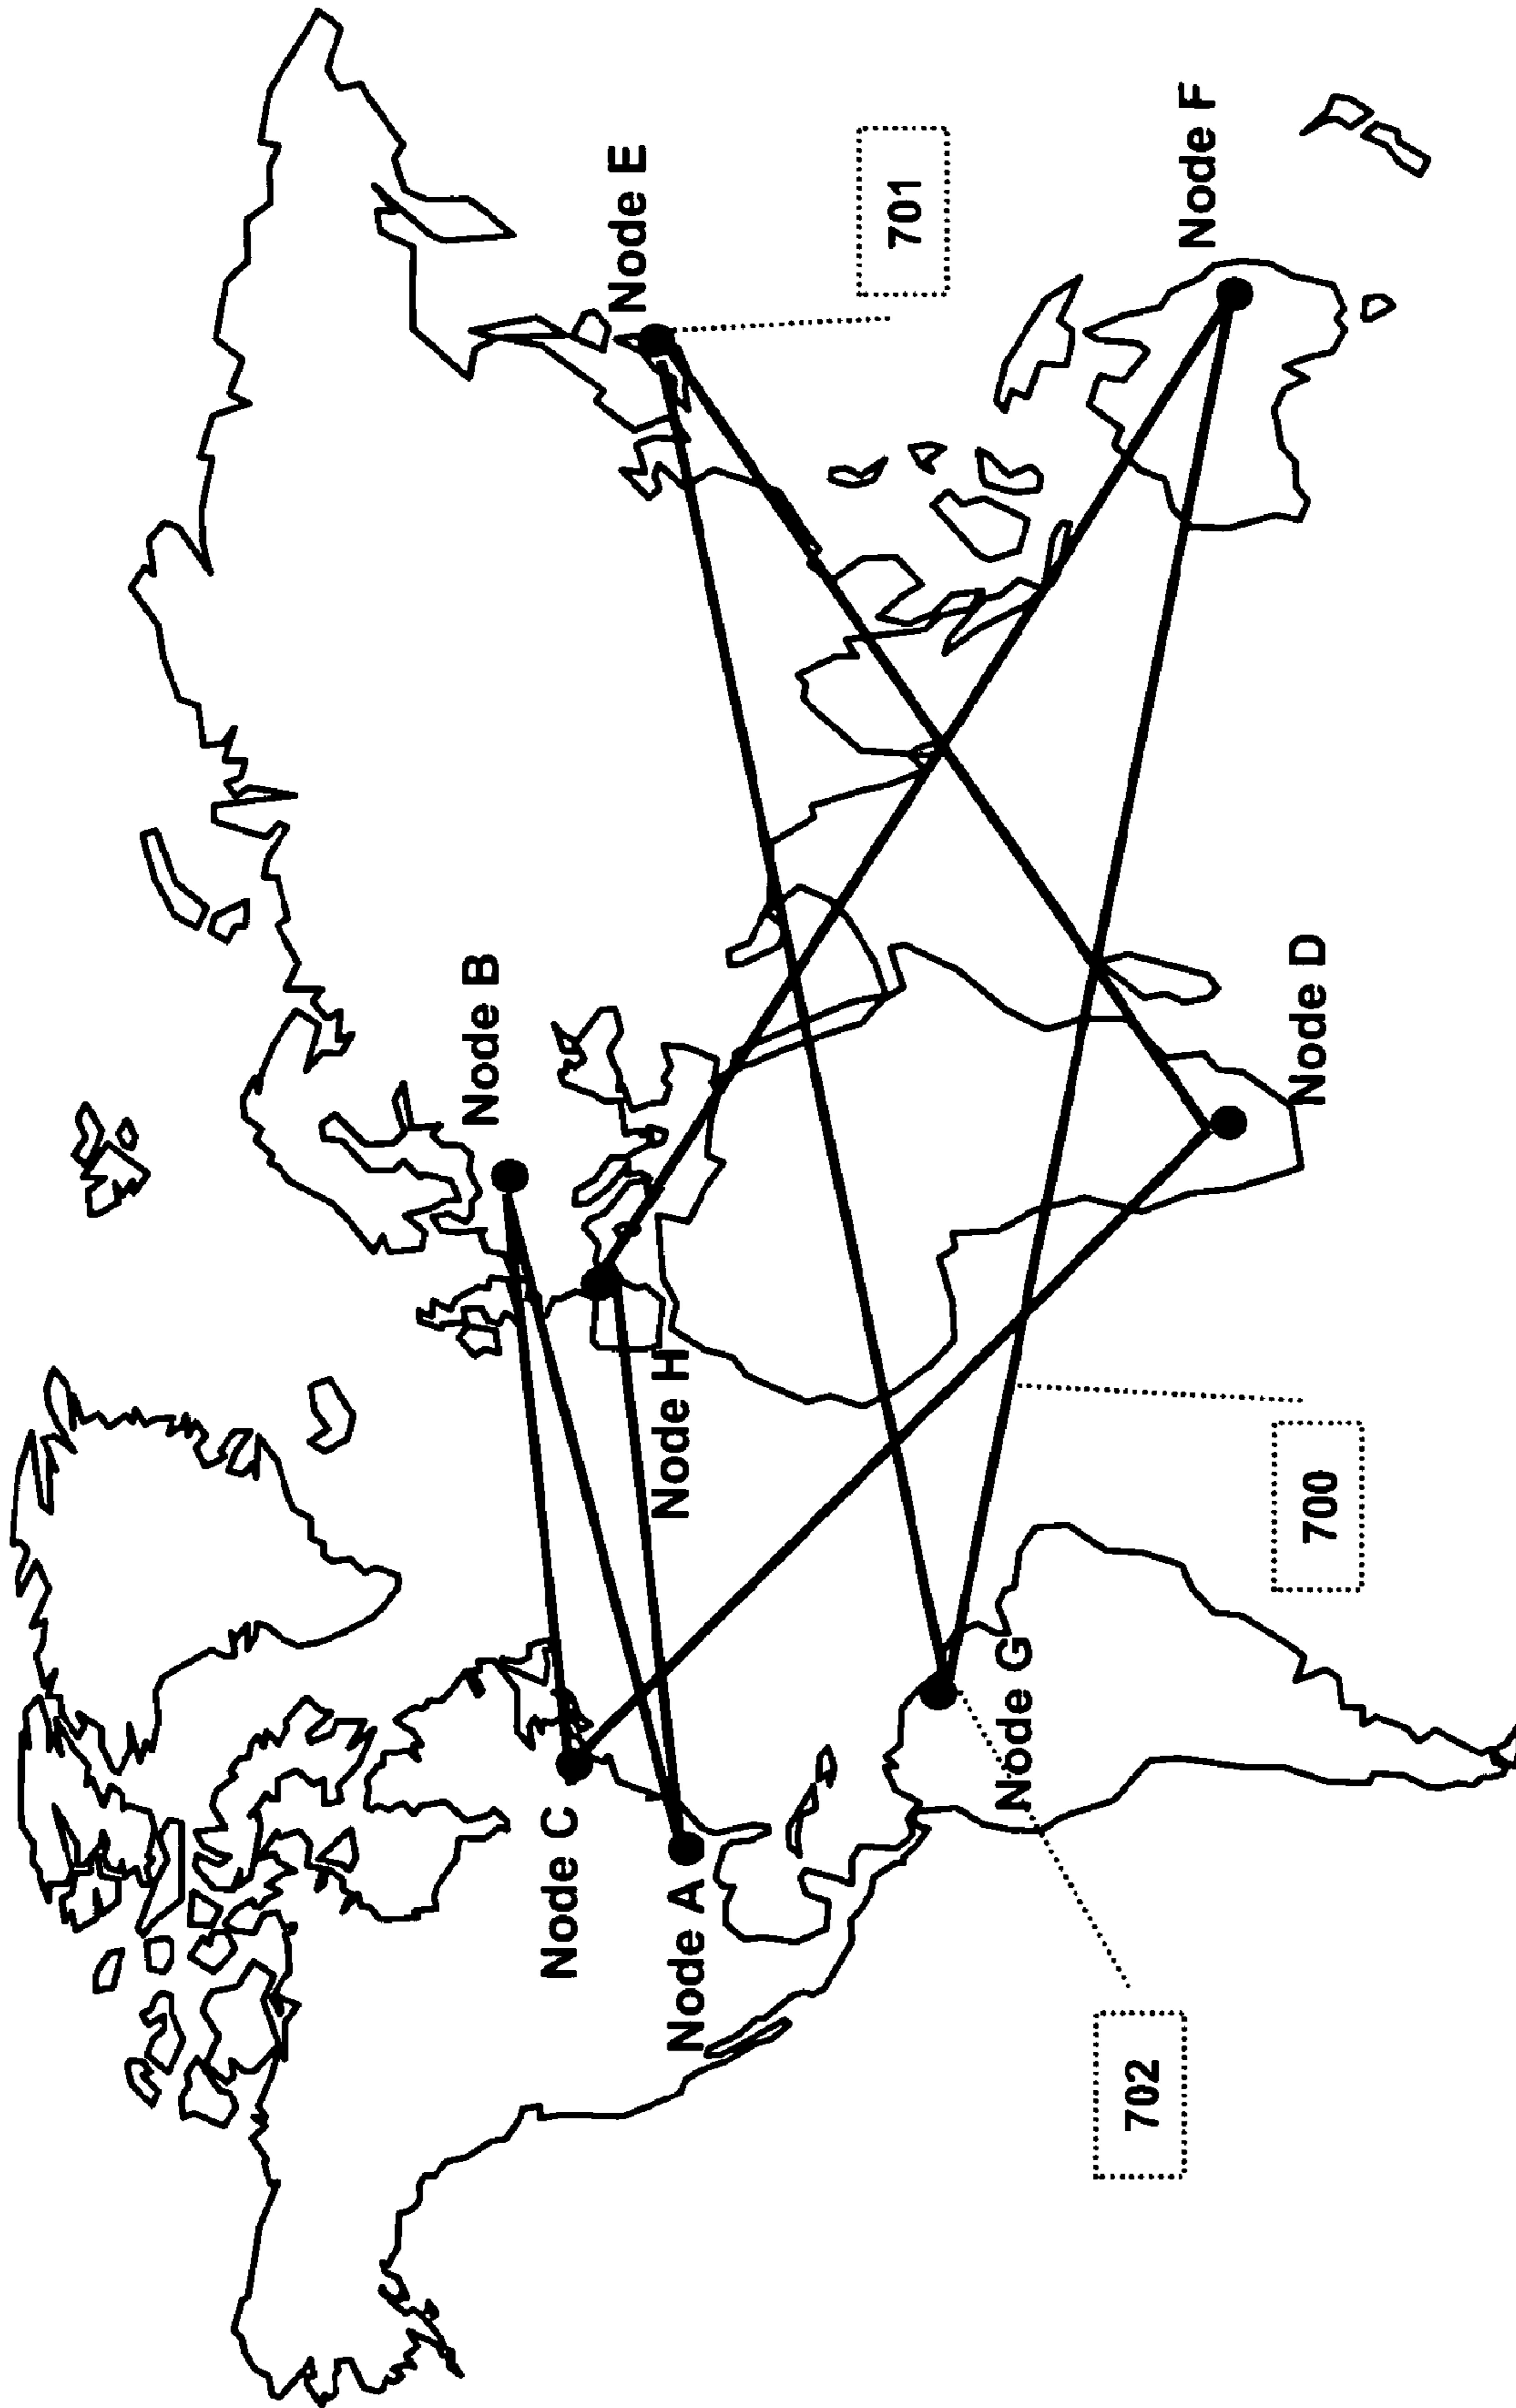 Node B
Node C
Node E
Node A
Node H
701
Node G
702
Node F
Node D
700